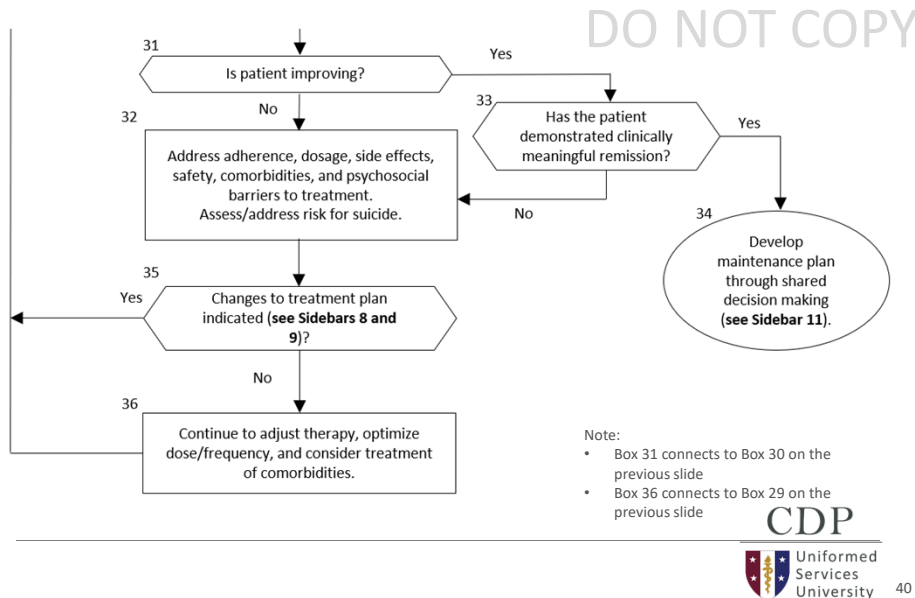 DO NOT COPY
31
Is patient improving?
Yes
No
32
Address adherence, dosage, side effects,
safety, comorbidities, and psychosocial
barriers to treatment.
Assess/address risk for suicide.
33
Has the patient
demonstrated clinically
meaningful remission?
Yes
No
34
Develop
maintenance plan
through shared
decision making
(see Sidebar 11).
35
Yes
Changes to treatment plan
indicated (see Sidebars 8 and
9)?
No
36
Continue to adjust therapy, optimize
dose/frequency, and consider treatment
of comorbidities.
Note:
• Box 31 connects to Box 30 on the
previous slide
• Box 36 connects to Box 29 on the
previous slide
CDP
Uniformed
Services
University
40